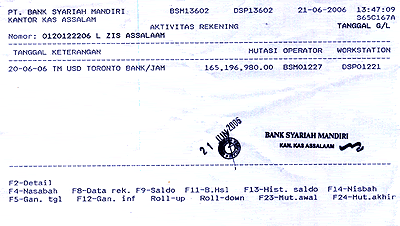 PT. BANK SYARIAH MANDIRI BSM13602 DSP13602 21-06-2006 13:47:09
KANTOR KAS ASSALAM S65C167A
AKTIVITAS REKENING TANGGAL G/L
Nomor: 0120122206 L ZIS ASSALAAM
TANGGAL KETERANGAN MUTASI OPERATOR WORKSTATION
20-06-06 TM USD TORONTO BANK/JAM 165,196,980.00 BSM01227 DSP01221
21 JUN 2006
BANK SYARIAH MANDIRI
KAN. KAS ASSALAAM
F2=Detail
F4=Nasabah F8=Data rek. F9=Saldo F11=B.Hsl F13=Hist. saldo F14=Nisbah
F5=Gan. tgl F12=Gan. inf Roll-up Roll-down F23=Mut.awal F24=Mut.akhir